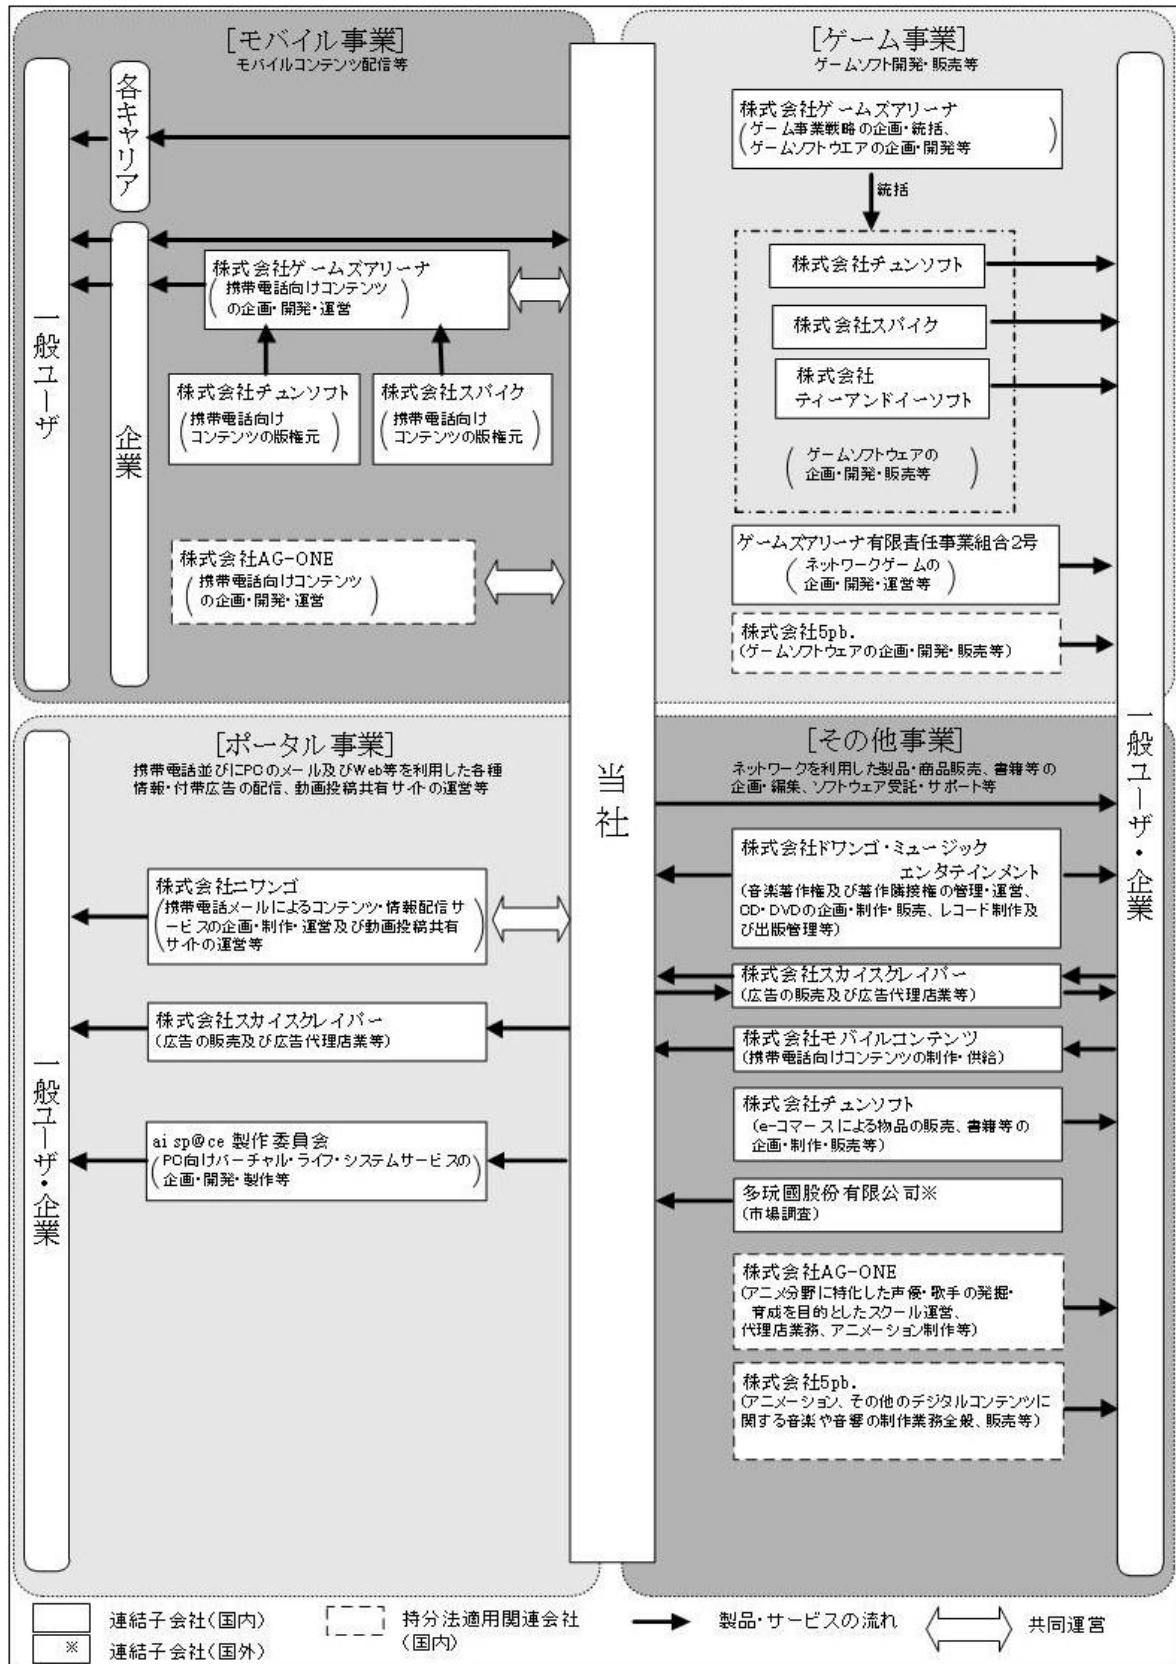 [モバイル事業]
モバイルコンテンツ配信等
各キャリア
一般ユーザ
企業
株式会社ゲームズアリーナ
(携帯電話向けコンテンツ
の企画・開発・運営)
株式会社チュンソフト
(携帯電話向け
コンテンツの版権元)
株式会社スパイク
(携帯電話向け
コンテンツの版権元)
株式会社AG-ONE
(携帯電話向けコンテンツ
の企画・開発・運営)
[ゲーム事業]
ゲームソフト開発・販売等
株式会社ゲームズアリーナ
(ゲーム事業戦略の企画・統括、
ゲームソフトウエアの企画・開発等)
統括
株式会社チュンソフト
株式会社スパイク
株式会社
ティーアンドイーソフト
(ゲームソフトウェアの
企画・開発・販売等)
ゲームズアリーナ有限責任事業組合2号
(ネットワークゲームの
企画・開発・運営等)
株式会社5pb.
(ゲームソフトウェアの企画・開発・販売等)
当社
一般ユーザ・企業
[ポータル事業]
携帯電話並びにPCのメール及びWeb等を利用した各種
情報・付帯広告の配信、動画投稿共有サイトの運営等
株式会社ニワンゴ
(携帯電話メールによるコンテンツ・情報配信サ
ービスの企画・制作・運営及び動画投稿共有
サイトの運営等)
株式会社スカイスクレイパー
(広告の販売及び広告代理店業等)
ai sp@ce 製作委員会
(PC向けバーチャル・ライフ・システムサービスの
企画・開発・製作等)
一般ユーザ・企業
[その他事業]
ネットワークを利用した製品・商品販売、書籍等の
企画・編集、ソフトウェア受託・サポート等
株式会社ドワンゴ・ミュージック
エンタテインメント
(音楽著作権及び著作隣接権の管理・運営、
CD・DVDの企画・制作・販売、レコード制作及
び出版管理等)
株式会社スカイスクレイパー
(広告の販売及び広告代理店業等)
株式会社モバイルコンテンツ
(携帯電話向けコンテンツの制作・供給)
株式会社チュンソフト
(e-コマースによる物品の販売、書籍等の
企画・制作・販売等)
多玩國股份有限公司※
(市場調査)
株式会社AG-ONE
(アニメ分野に特化した声優・歌手の発掘・
育成を目的としたスクール運営、
代理店業務、アニメーション制作等)
株式会社5pb.
(アニメーション、その他のデジタルコンテンツに
関する音楽や音響の制作業務全般、販売等)
連結子会社(国内)
※ 連結子会社(国外)
持分法適用関連会社
(国内)
製品・サービスの流れ
共同運営